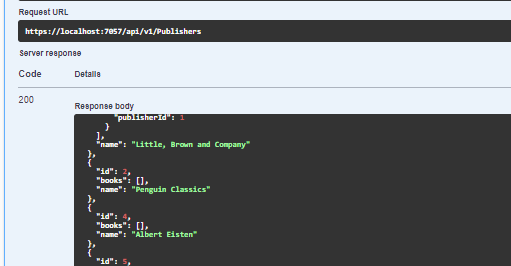 Request URL
https://localhost:7057/api/v1/Publishers
Server response
Code Details
200
Response body
"publisherId": 1
}
],
"name": "Little, Brown and Company"
},
{
"id": 2,
"books": [],
"name": "Penguin Classics"
},
{
"id": 4,
"books": [],
"name": "Albert Eisten"
},
{
"id": 5,